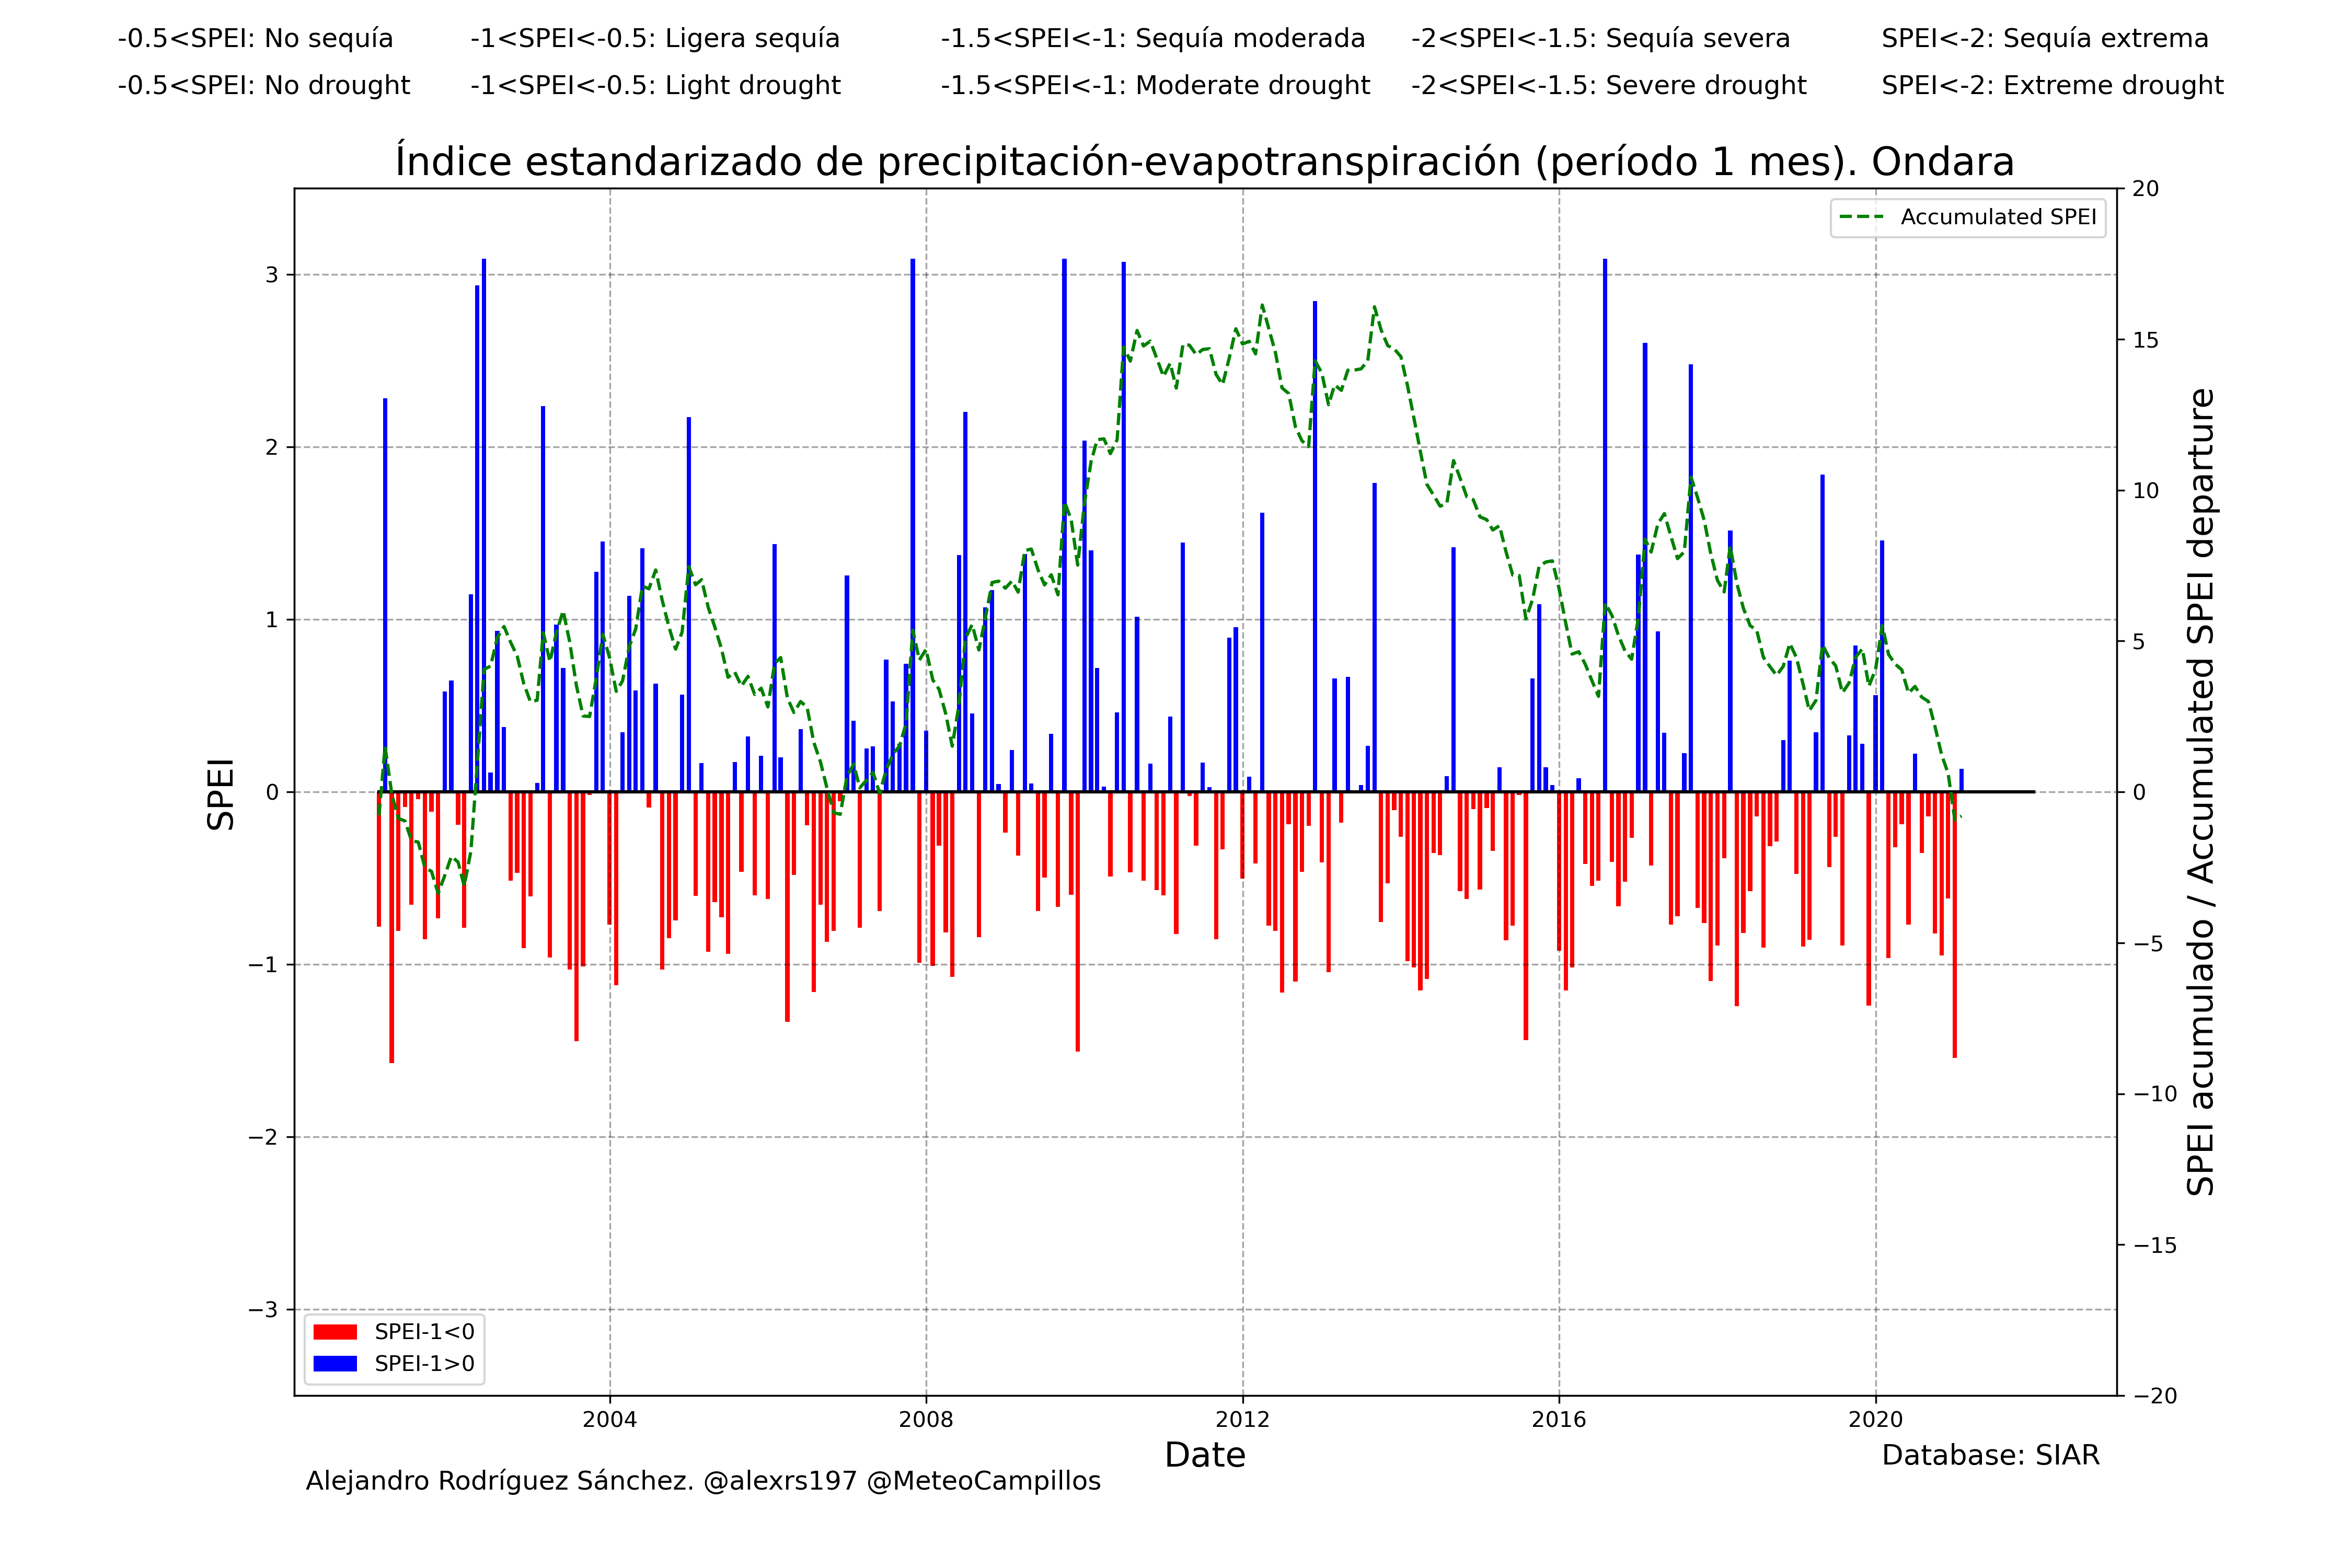 -0.5<SPEI: No sequía -1<SPEI<-0.5: Ligera sequía -1.5<SPEI<-1: Sequía moderada -2<SPEI<-1.5: Sequía severa SPEI<-2: Sequía extrema
-0.5<SPEI: No drought -1<SPEI<-0.5: Light drought -1.5<SPEI<-1: Moderate drought -2<SPEI<-1.5: Severe drought SPEI<-2: Extreme drought
Índice estandarizado de precipitación-evapotranspiración (período 1 mes). Ondara
Accumulated SPEI
SPEI
3
2
1
0
−1
−2
−3
20
15
10
5
0
−5
−10
−15
−20
SPEI acumulado / Accumulated SPEI departure
SPEI-1<0
SPEI-1>0
2004 2008 2012 2016 2020
Date
Database: SIAR
Alejandro Rodríguez Sánchez. @alexrs197 @MeteoCampillos